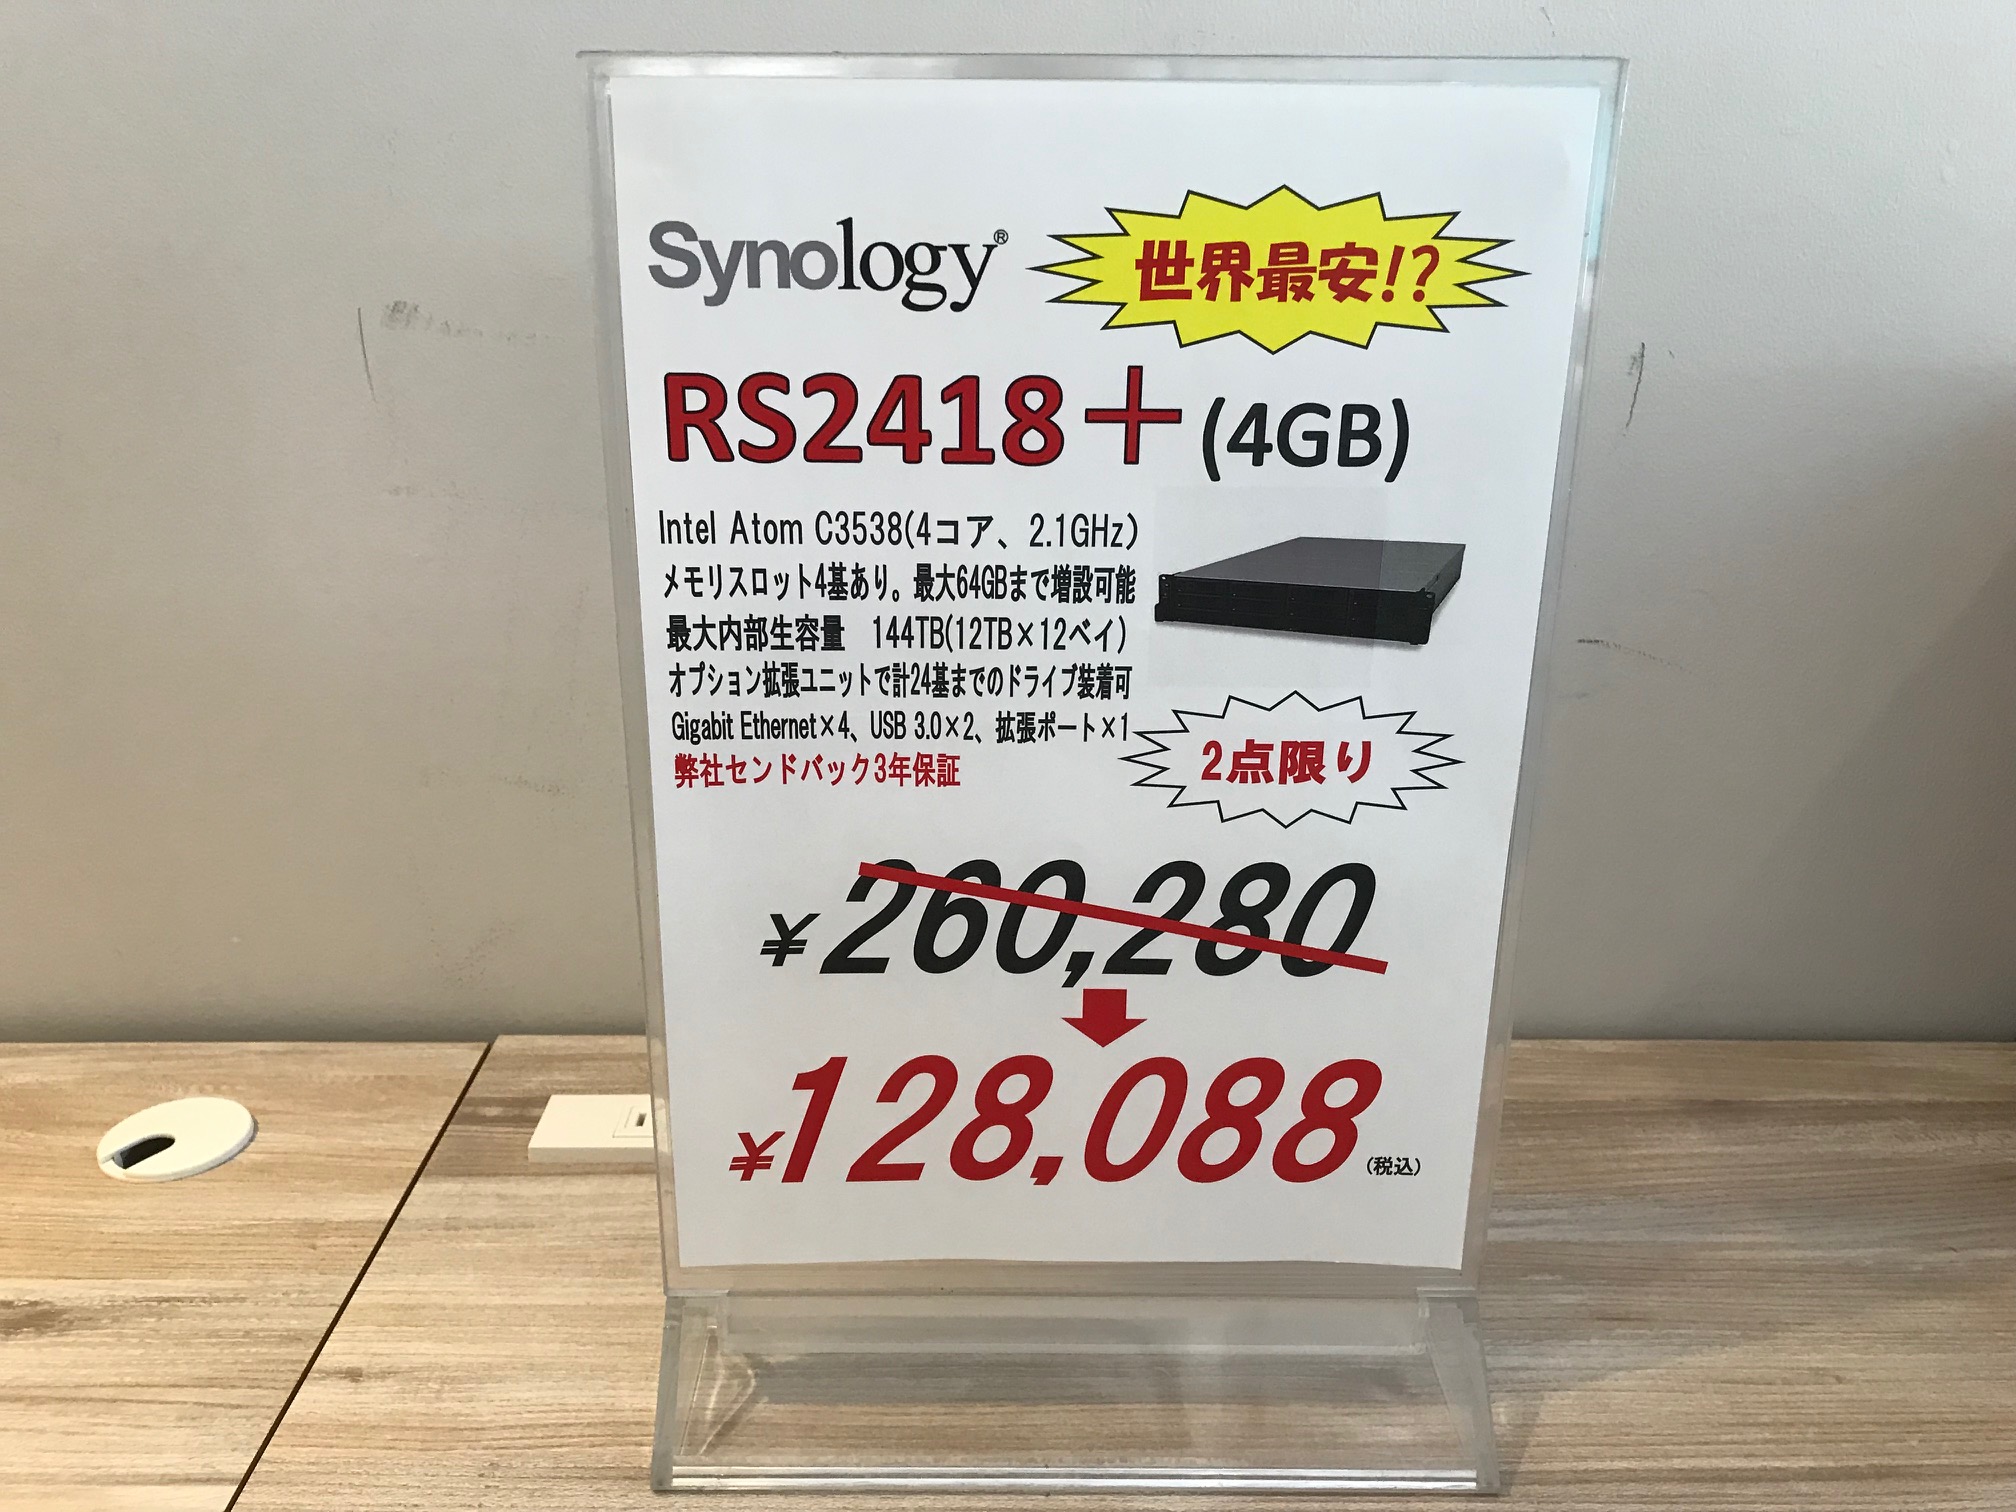 Synology®
世界最安!?
RS2418＋(4GB)
Intel Atom C3538(4コア、2.1GHz)
メモリスロット4基あり。最大64GBまで増設可能
最大内部生容量　144TB(12TB×12ベイ)
オプション拡張ユニットで計24基までのドライブ装着可
Gigabit Ethernet×4、USB 3.0×2、拡張ポート×1
弊社センドバック3年保証
2点限り
¥260,280
¥128,088(税込)